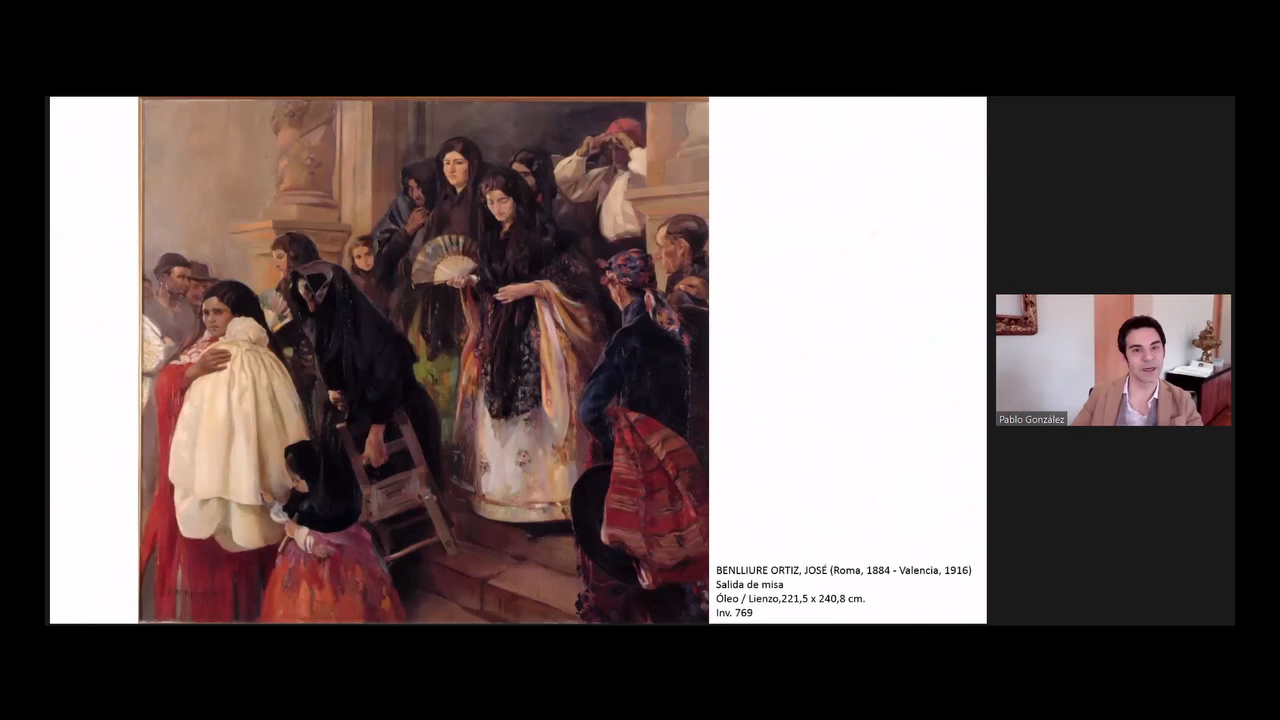 BENLLIURE ORTIZ, JOSÉ (Roma, 1884 - Valencia, 1916)
Salida de misa
Óleo / Lienzo,221,5 x 240,8 cm.
Inv. 769
Pablo González